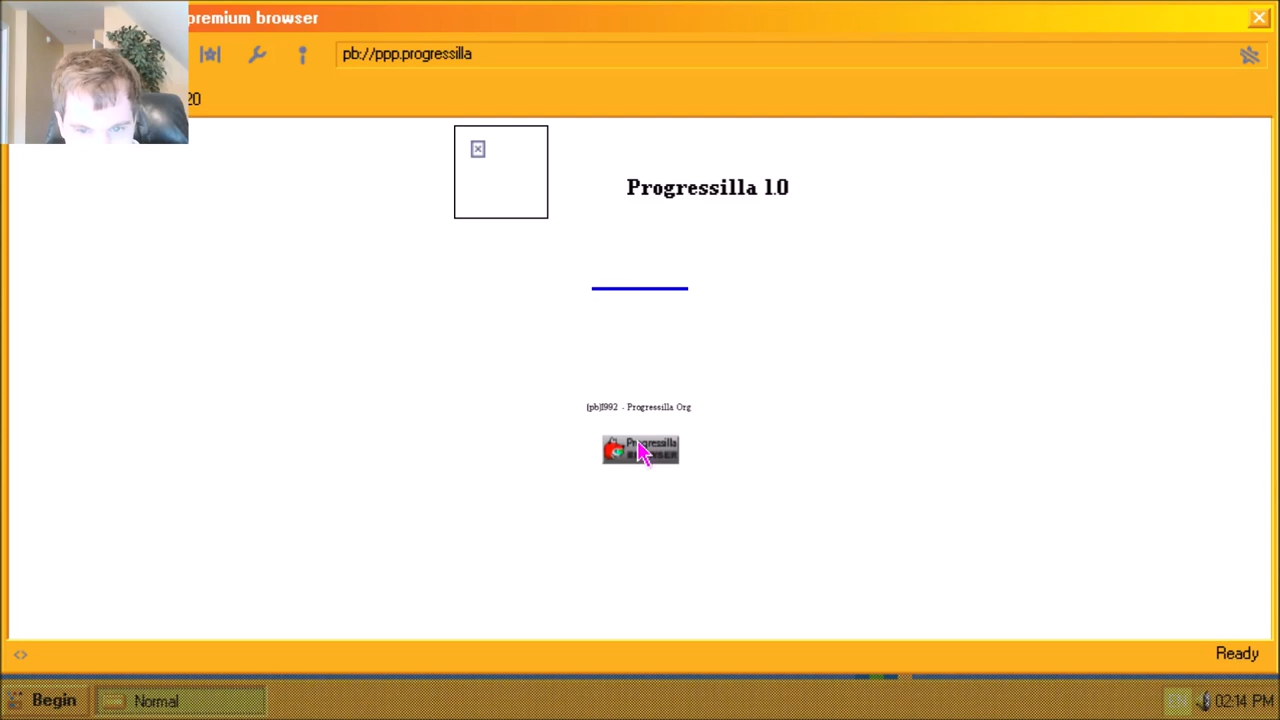 premium browser
pb://ppp.progressilla
20
Progressilla 1.0
(pb)1992 - Progressilla Org
Progressilla
Ready
Begin
Normal
02:14 PM